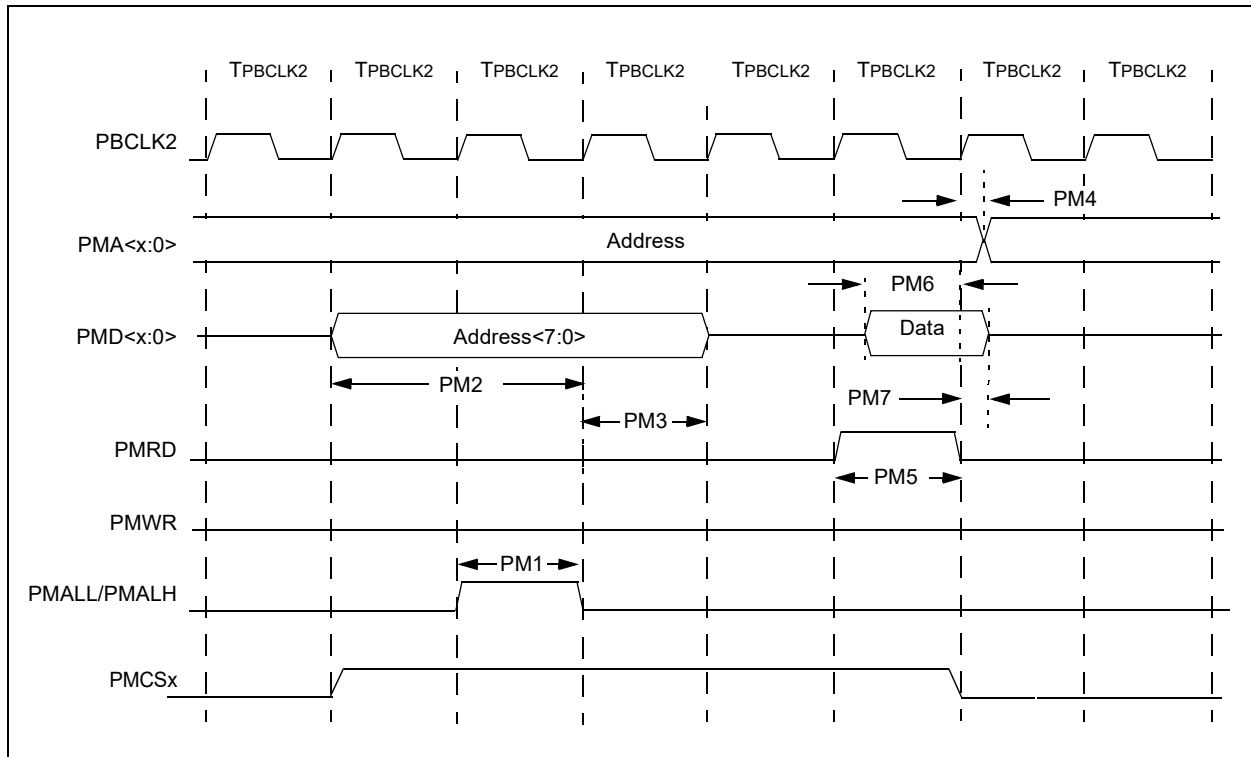 TPBCLK2 TPBCLK2 TPBCLK2 TPBCLK2 TPBCLK2 TPBCLK2 TPBCLK2 TPBCLK2
PBCLK2
PM4
PMA<x:0>
Address
PM6
PMD<x:0>
Address<7:0>
Data
PM2
PM7
PM3
PMRD
PM5
PMWR
PM1
PMALL/PMALH
PMCSx